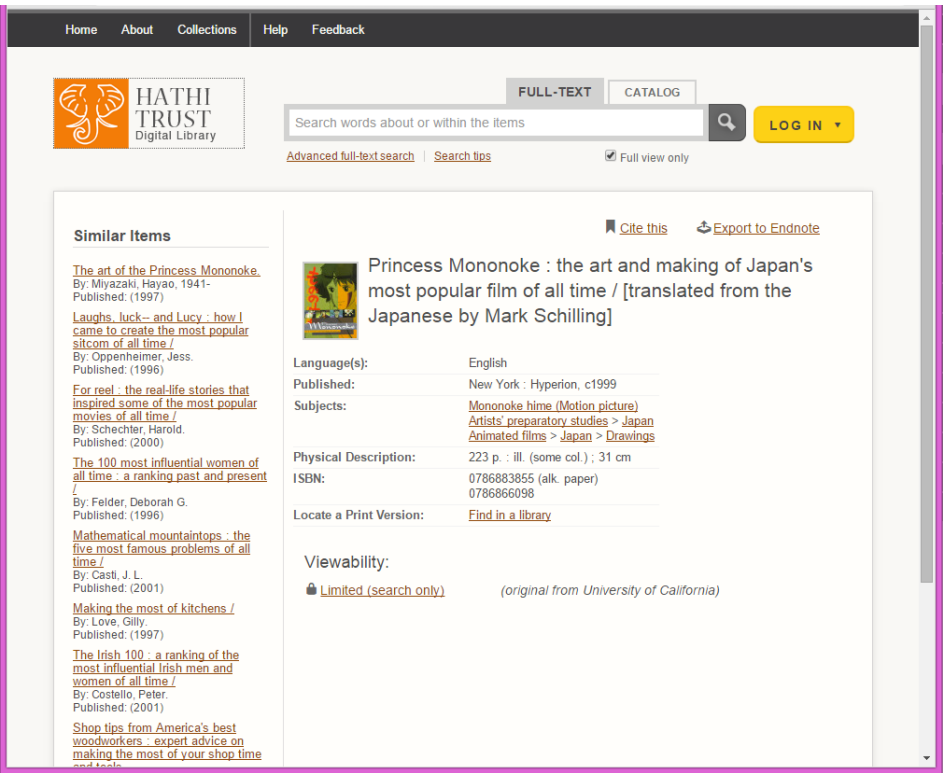 Home About Collections Help Feedback
HATHI
TRUST
Digital Library
FULL-TEXT CATALOG
Search words about or within the items
LOG IN
Advanced full-text search Search tips
Full view only
Similar Items
The art of the Princess Mononoke.
By: Miyazaki, Hayao, 1941-
Published: (1997)
Laughs, luck-- and Lucy : how I
came to create the most popular
sitcom of all time /
By: Oppenheimer, Jess.
Published: (1996)
For reel : the real-life stories that
inspired some of the most popular
movies of all time /
By: Schechter, Harold.
Published: (2000)
The 100 most influential women of
all time : a ranking past and present
/
By: Felder, Deborah G.
Published: (1996)
Mathematical mountaintops : the
five most famous problems of all
time /
By: Casti, J. L.
Published: (2001)
Making the most of kitchens /
By: Love, Gilly.
Published: (1997)
The Irish 100 : a ranking of the
most influential Irish men and
women of all time /
By: Costello, Peter.
Published: (2001)
Shop tips from America's best
woodworkers : expert advice on
making the most of your shop time
and tools
Cite this Export to Endnote
Princess Mononoke : the art and making of Japan's
most popular film of all time / [translated from the
Japanese by Mark Schilling]
Mononoke
Language(s): English
Published: New York : Hyperion, c1999
Subjects: Mononoke hime (Motion picture)
Artists' preparatory studies > Japan
Animated films > Japan > Drawings
Physical Description: 223 p. : ill. (some col.) ; 31 cm
ISBN: 0786883855 (alk. paper)
0786866098
Locate a Print Version: Find in a library
Viewability:
Limited (search only) (original from University of California)